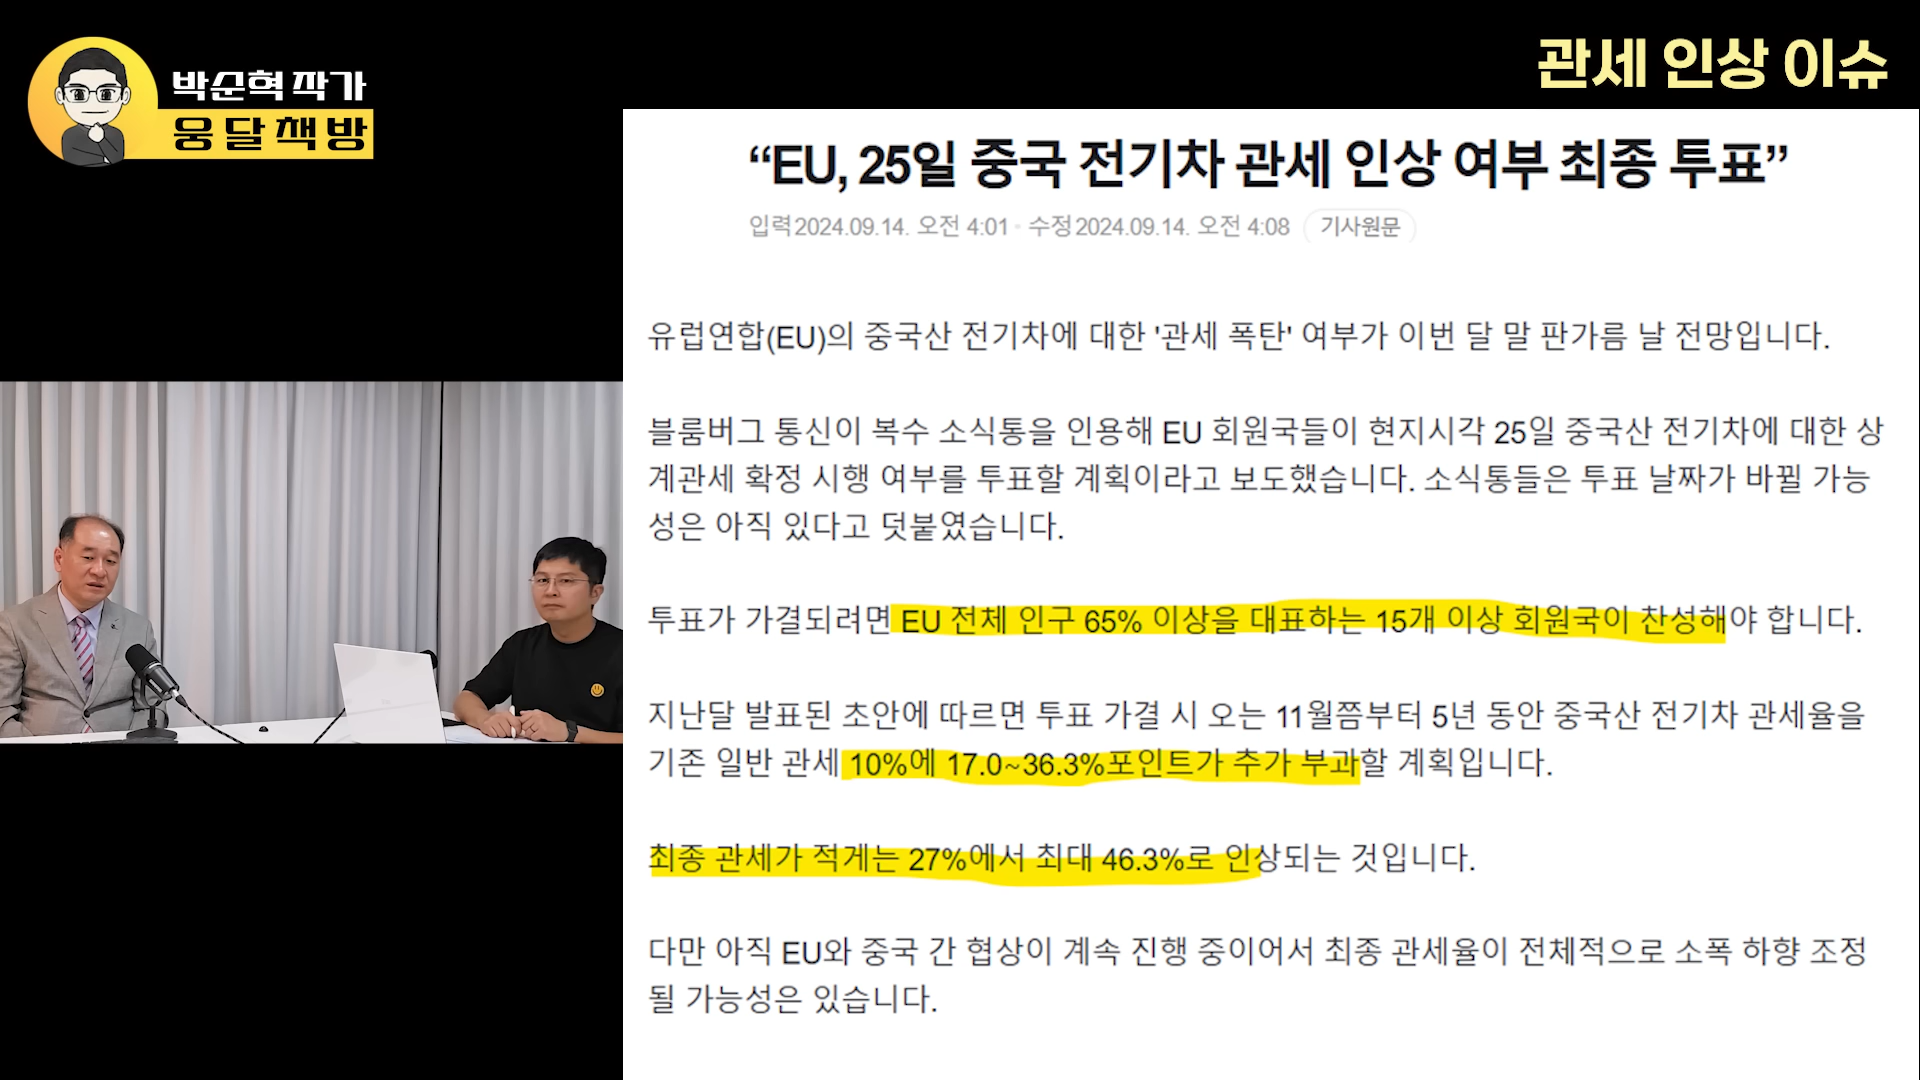 박순혁 작가
웅달책방
관세 인상 이슈
“EU, 25일 중국 전기차 관세 인상 여부 최종 투표”
입력 2024.09.14. 오전 4:01 · 수정 2024.09.14. 오전 4:08 기사원문
유럽연합(EU)의 중국산 전기차에 대한 '관세 폭탄' 여부가 이번 달 말 판가름 날 전망입니다.
블룸버그 통신이 복수 소식통을 인용해 EU 회원국들이 현지시각 25일 중국산 전기차에 대한 상
계관세 확정 시행 여부를 투표할 계획이라고 보도했습니다. 소식통들은 투표 날짜가 바뀔 가능
성은 아직 있다고 덧붙였습니다.
투표가 가결되려면 EU 전체 인구 65% 이상을 대표하는 15개 이상 회원국이 찬성해야 합니다.
지난달 발표된 초안에 따르면 투표 가결 시 오는 11월쯤부터 5년 동안 중국산 전기차 관세율을
기존 일반 관세 10%에 17.0~36.3%포인트가 추가 부과할 계획입니다.
최종 관세가 적게는 27%에서 최대 46.3%로 인상되는 것입니다.
다만 아직 EU와 중국 간 협상이 계속 진행 중이어서 최종 관세율이 전체적으로 소폭 하향 조정
될 가능성은 있습니다.